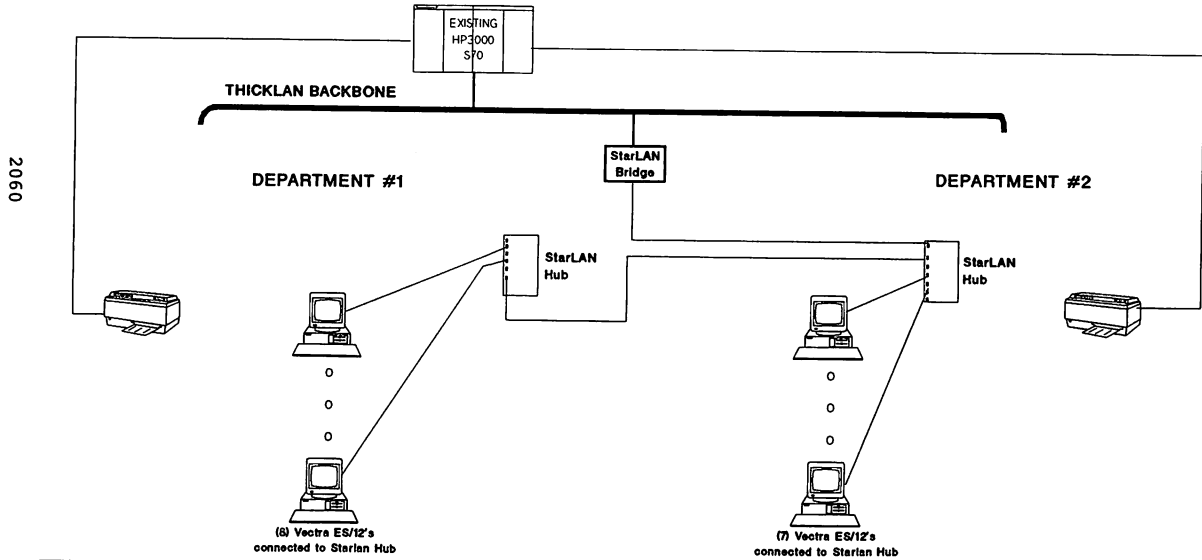 EXISTING
HP3000
S70
THICKLAN BACKBONE
StarLAN
Bridge
2060
DEPARTMENT #1
DEPARTMENT #2
StarLAN
Hub
StarLAN
Hub
(8) Vectra ES/12's
connected to Starlan Hub
(7) Vectra ES/12's
connected to Starlan Hub